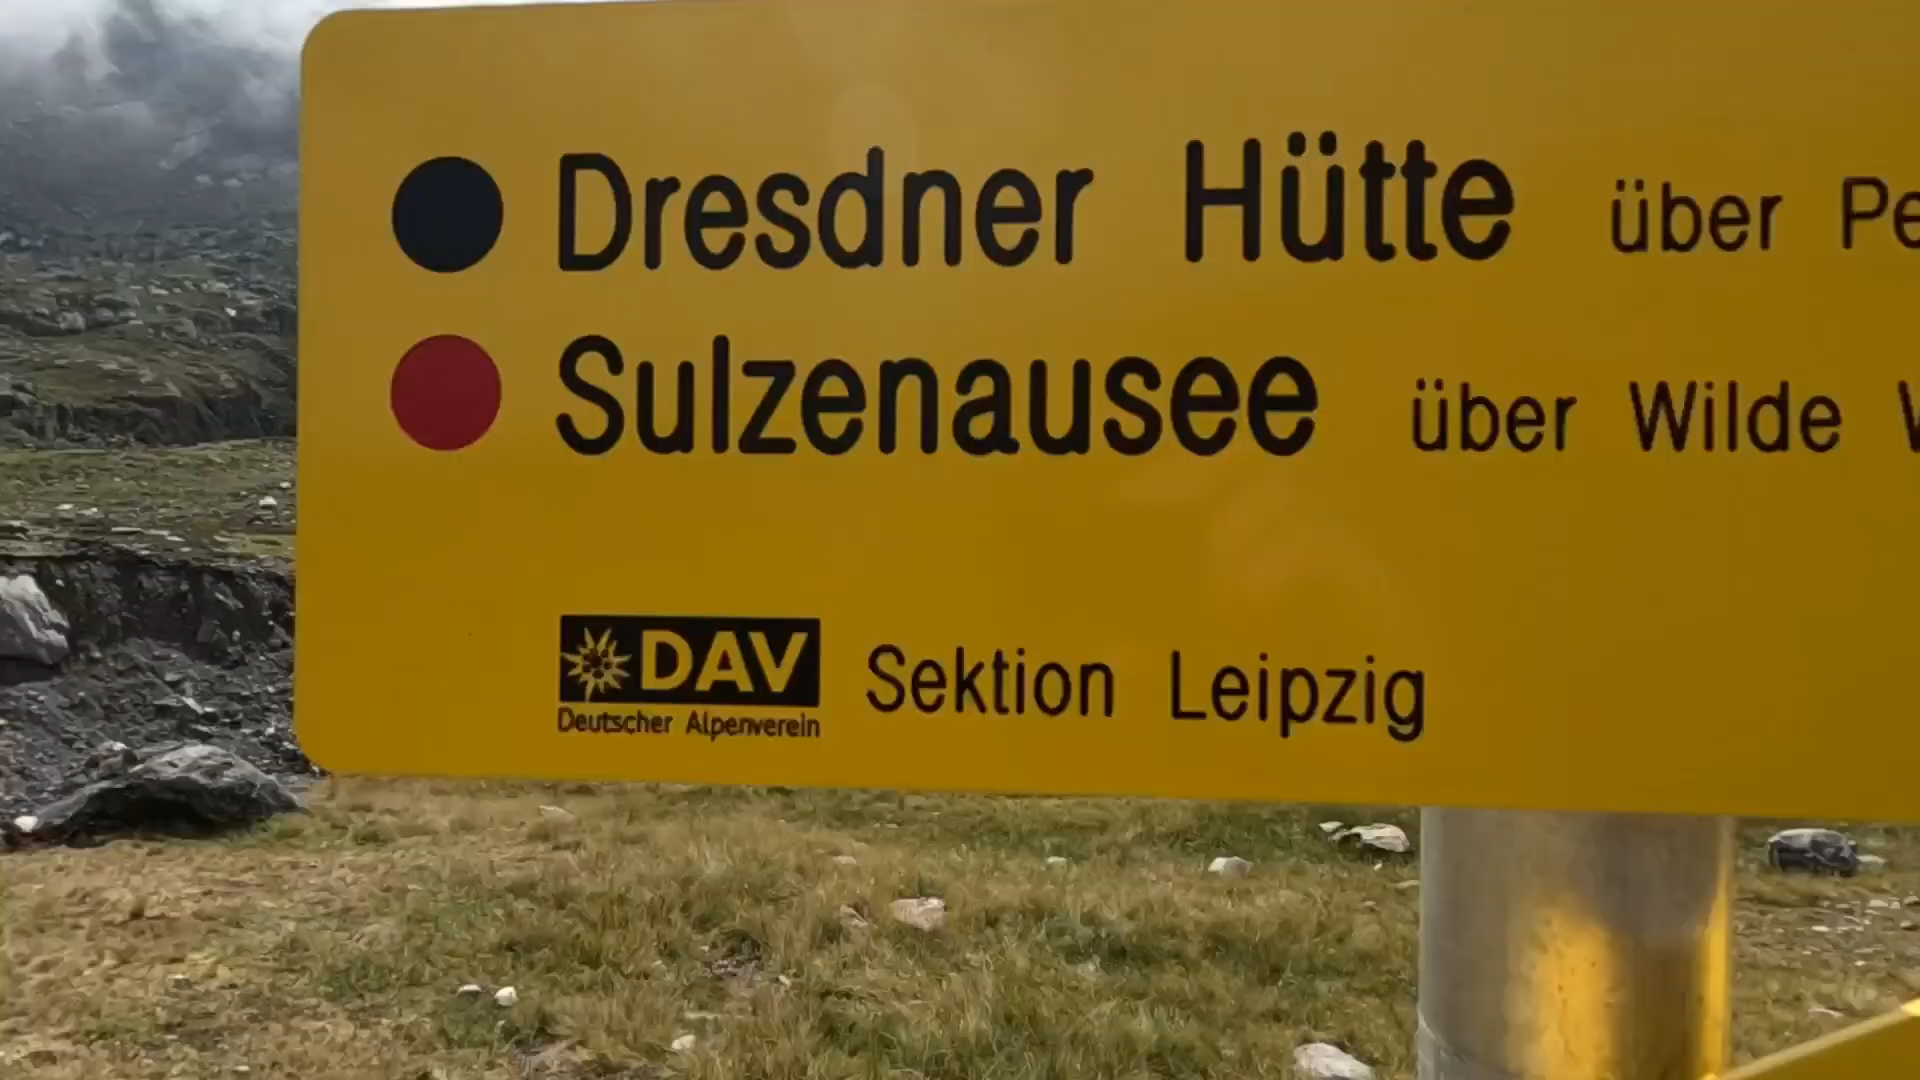 Dresdner Hütte über
Sulzenausee über Wilde
DAV
Deutscher Alpenverein
Sektion Leipzig